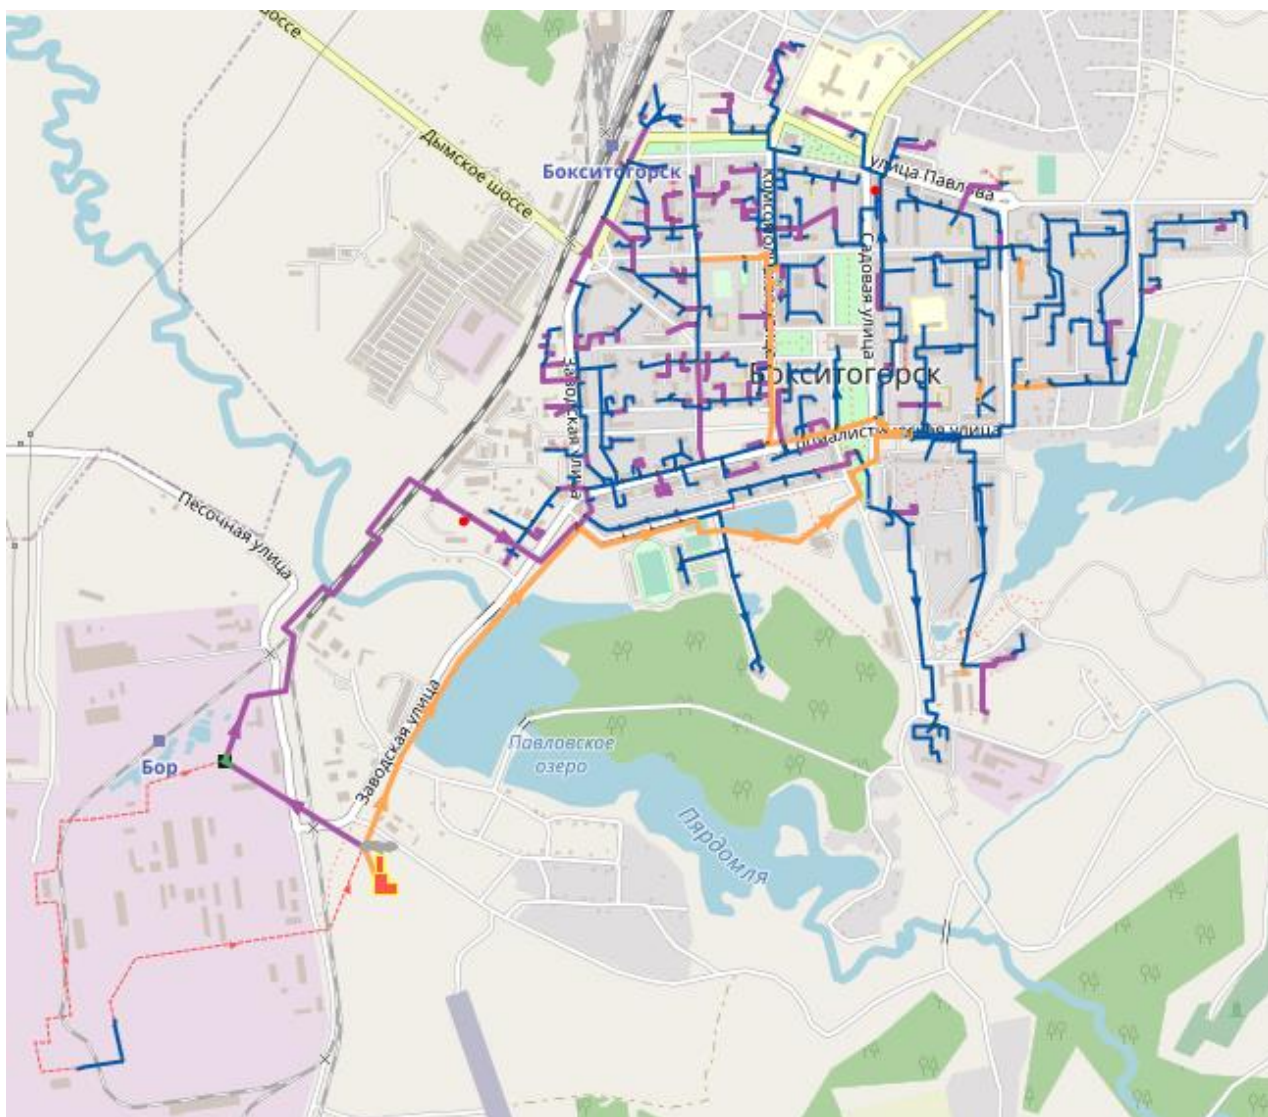 шоссе
Дымское шоссе
Бокситогорск
улица Павлова
Садовая улица
Заводская улица
Бокситогорск
Песочная улица
Заводская улица
Павловское
озеро
Бор
Пярдомля